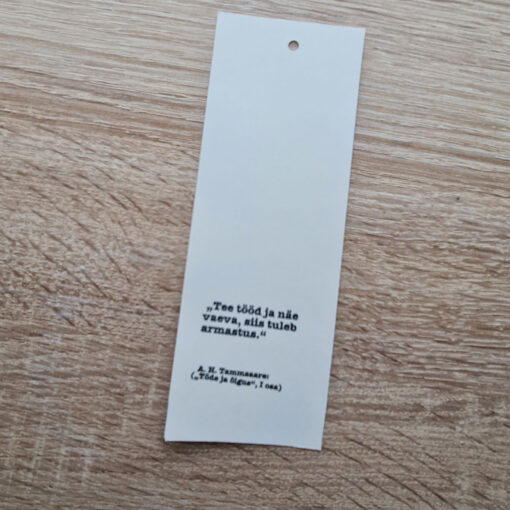 „Tee tööd ja näe
vaeva, siis tuleb
armastus.“
A. H. Tammsaare:
(„Tõde ja õigus“, I osa)